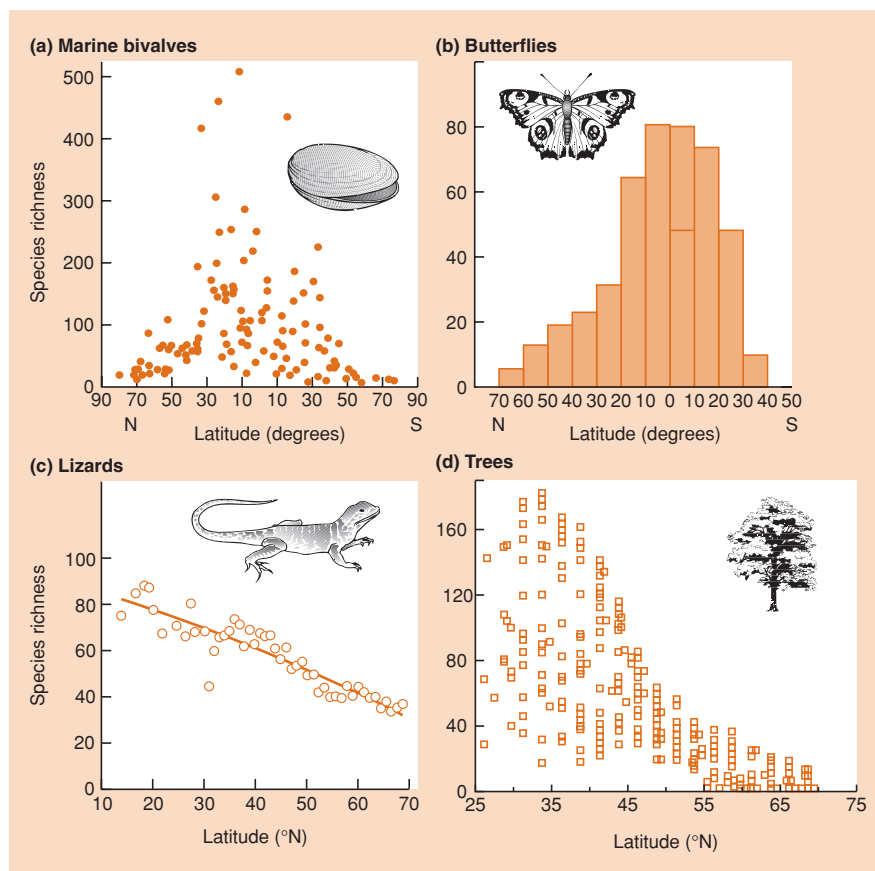 (a) Marine bivalves
500
400
300
200
100
0
Species richness
90 70 50 30 10 10 30 50 70 90
N S
Latitude (degrees)
(b) Butterflies
80
60
40
20
0
70 60 50 40 30 20 10 0 10 20 30 40 50
N S
Latitude (degrees)
(c) Lizards
100
80
60
40
20
0
Species richness
10 20 30 40 50 60 70
Latitude (°N)
(d) Trees
160
120
80
40
0
25 35 45 55 65 75
Latitude (°N)